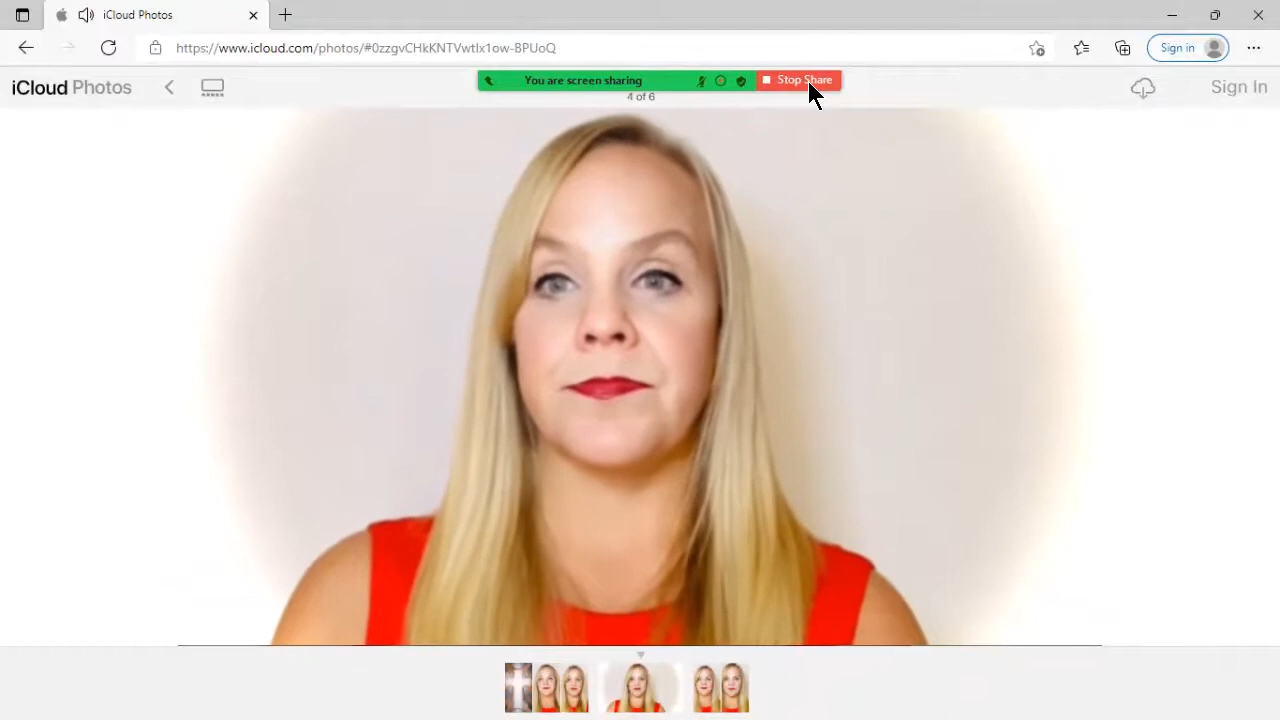 iCloud Photos
https://www.icloud.com/photos/#0zzgvCHkKNTVwtIx1ow-BPUoQ
Sign in
iCloud Photos
You are screen sharing
Stop Share
4 of 6
Sign In